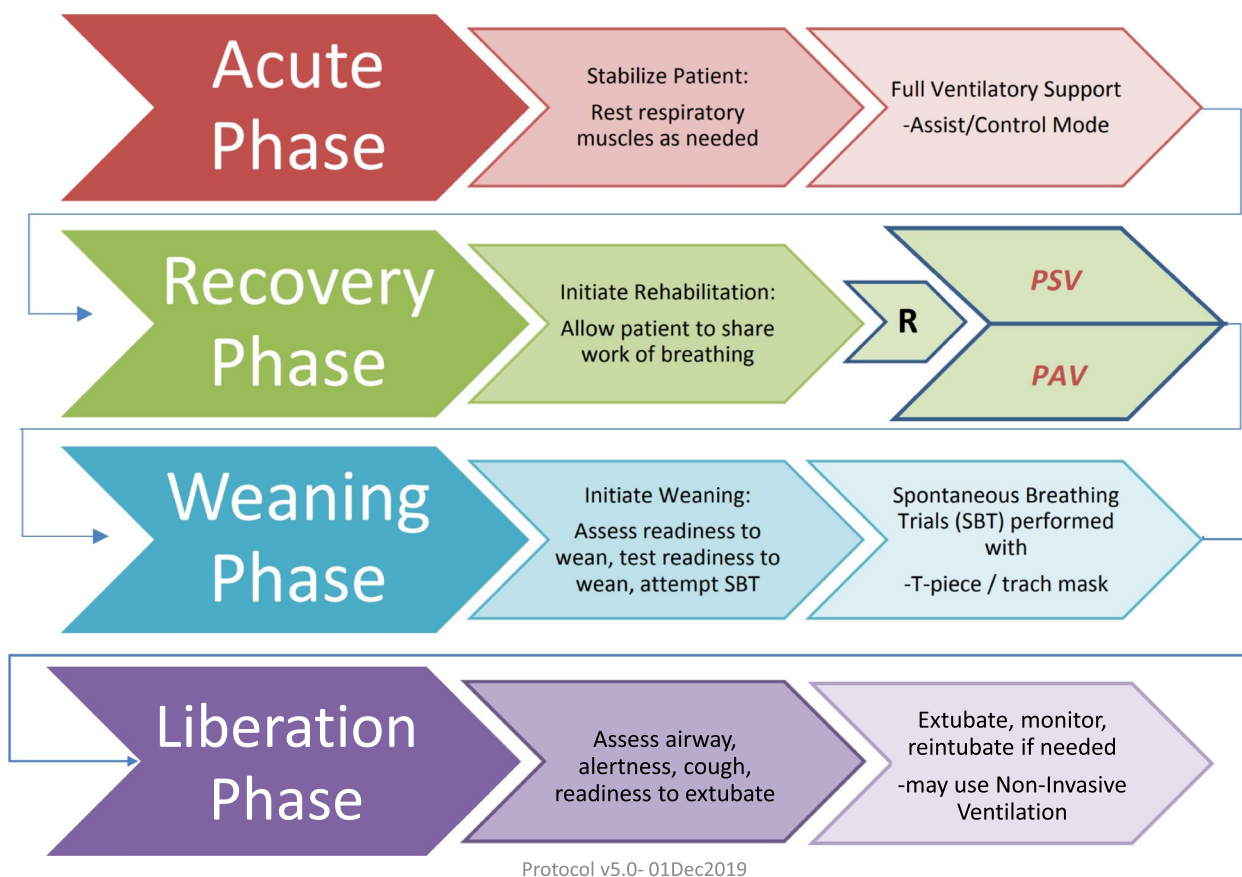 Acute
Phase
Stabilize Patient:
Rest respiratory
muscles as needed
Full Ventilatory Support
-Assist/Control Mode
Recovery
Phase
Initiate Rehabilitation:
Allow patient to share
work of breathing
R
PSV
PAV
Weaning
Phase
Initiate Weaning:
Assess readiness to
wean, test readiness to
wean, attempt SBT
Spontaneous Breathing
Trials (SBT) performed
with
-T-piece / trach mask
Liberation
Phase
Assess airway,
alertness, cough,
readiness to extubate
Extubate, monitor,
reintubate if needed
-may use Non-Invasive
Ventilation
Protocol v5.0- 01Dec2019